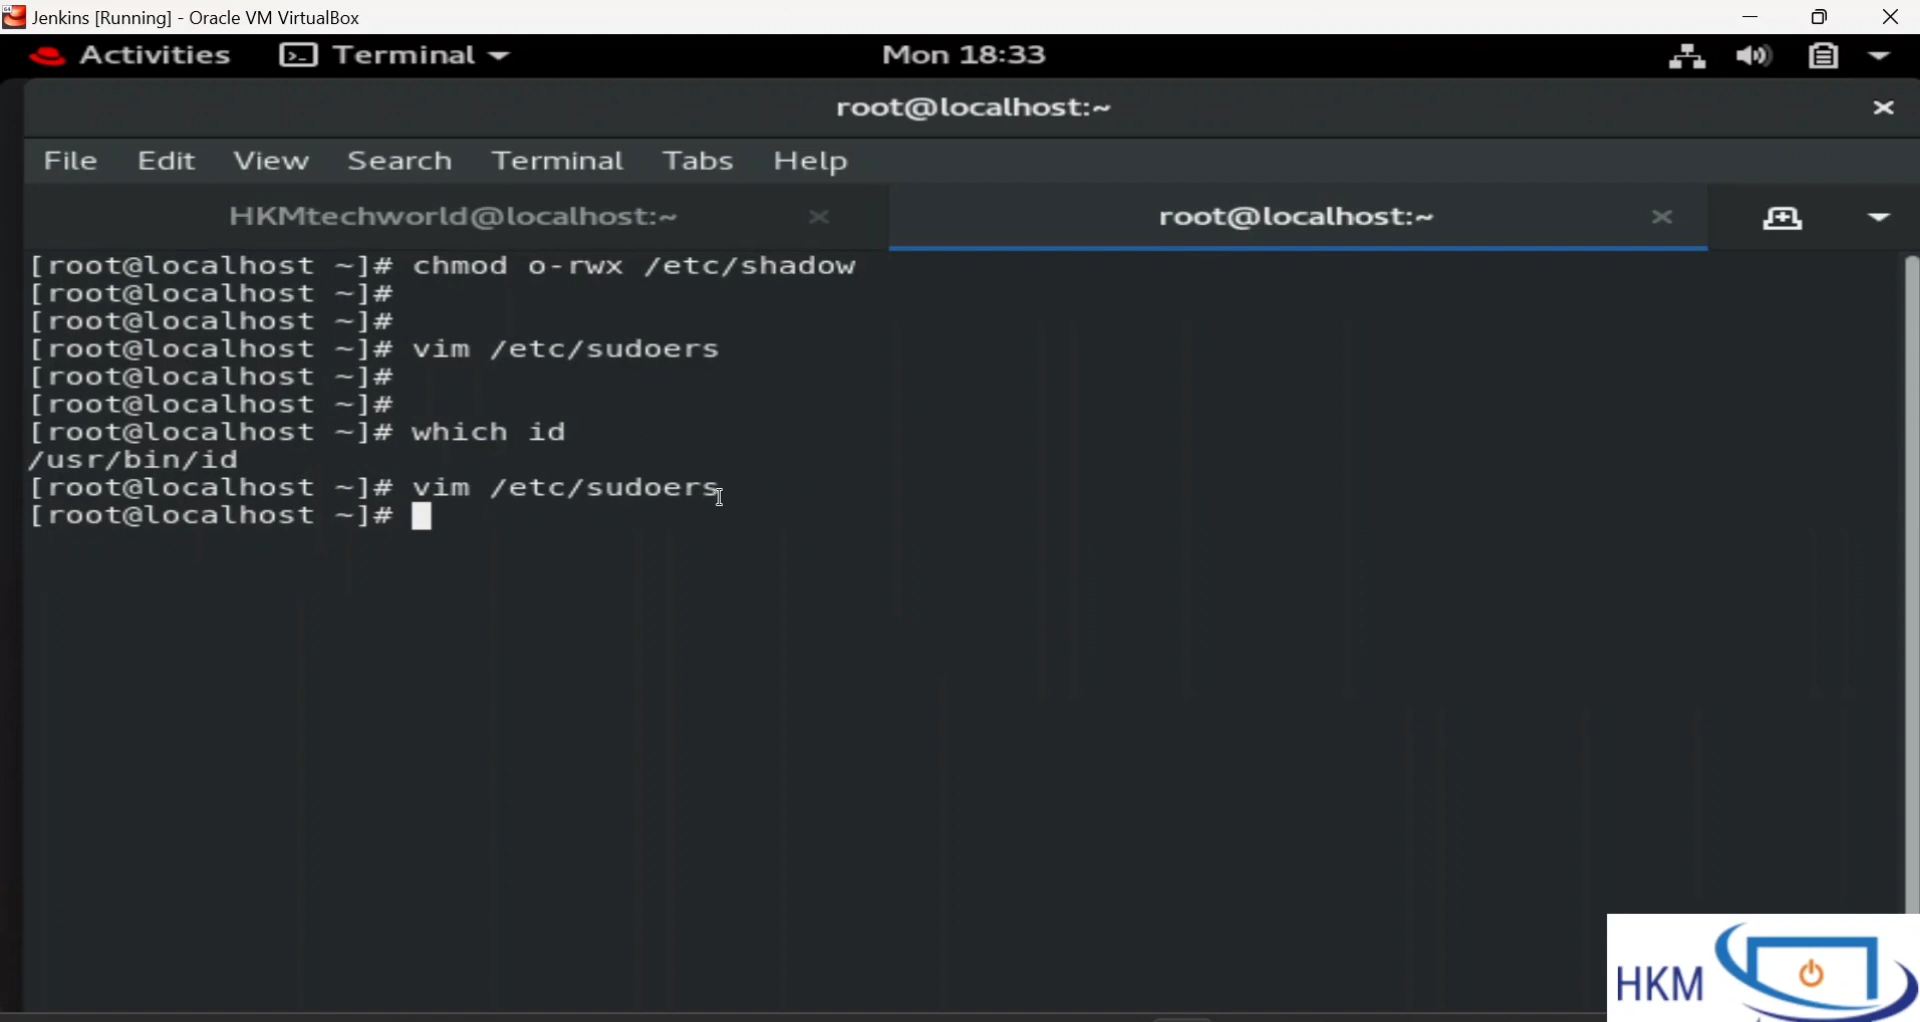 Jenkins [Running] - Oracle VM VirtualBox
Activities Terminal Mon 18:33
root@localhost:~
File Edit View Search Terminal Tabs Help
HKMtechworld@localhost:~ root@localhost:~
[root@localhost ~]# chmod o-rwx /etc/shadow
[root@localhost ~]#
[root@localhost ~]#
[root@localhost ~]# vim /etc/sudoers
[root@localhost ~]#
[root@localhost ~]#
[root@localhost ~]# which id
/usr/bin/id
[root@localhost ~]# vim /etc/sudoers
[root@localhost ~]#
HKM